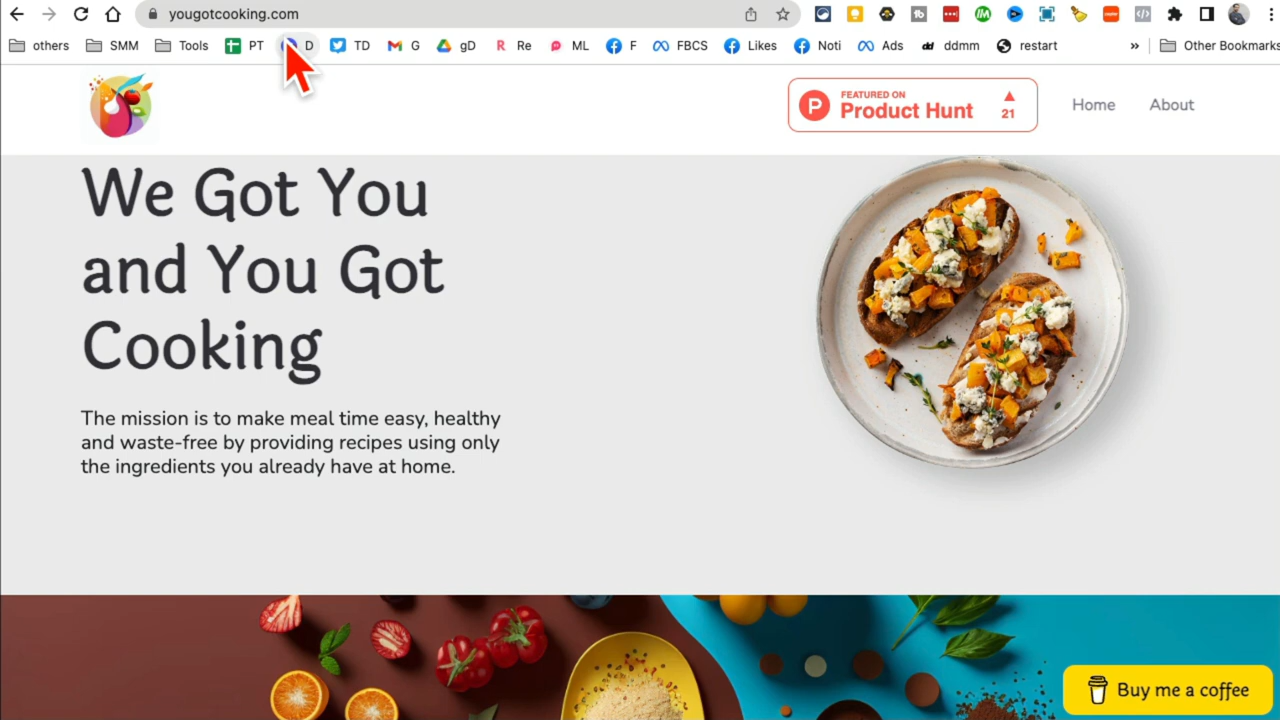 yougotcooking.com
others SMM Tools PT D TD G gD Re ML F FBCS Likes Noti Ads ddmm restart » Other Bookmarks
FEATURED ON
Product Hunt
21
Home About
We Got You
and You Got
Cooking
The mission is to make meal time easy, healthy
and waste-free by providing recipes using only
the ingredients you already have at home.
Buy me a coffee